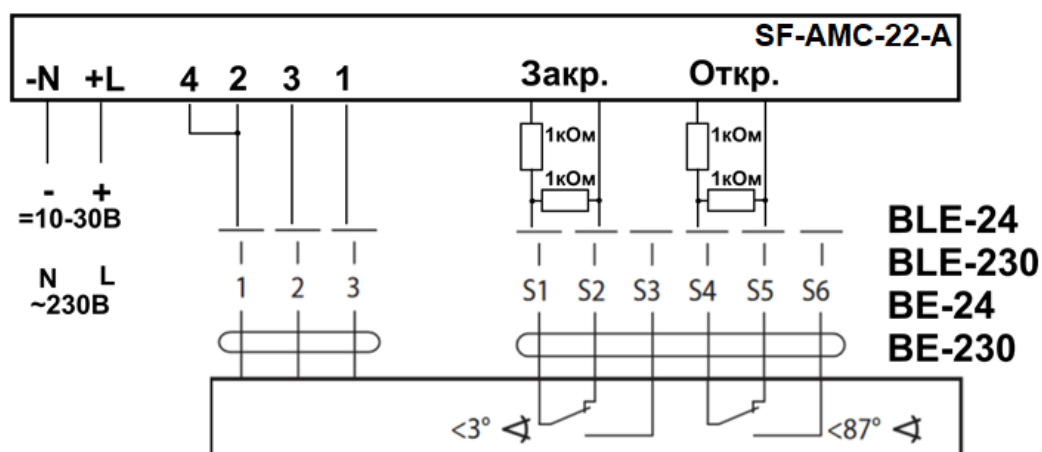 SF-AMC-22-A
-N +L 4 2 3 1 Закр. Откр.
1кОм 1кОм
1кОм 1кОм
- +
=10-30В
N L
~230В
BLE-24
BLE-230
BE-24
BE-230
1 2 3 S1 S2 S3 S4 S5 S6
<3° <87°